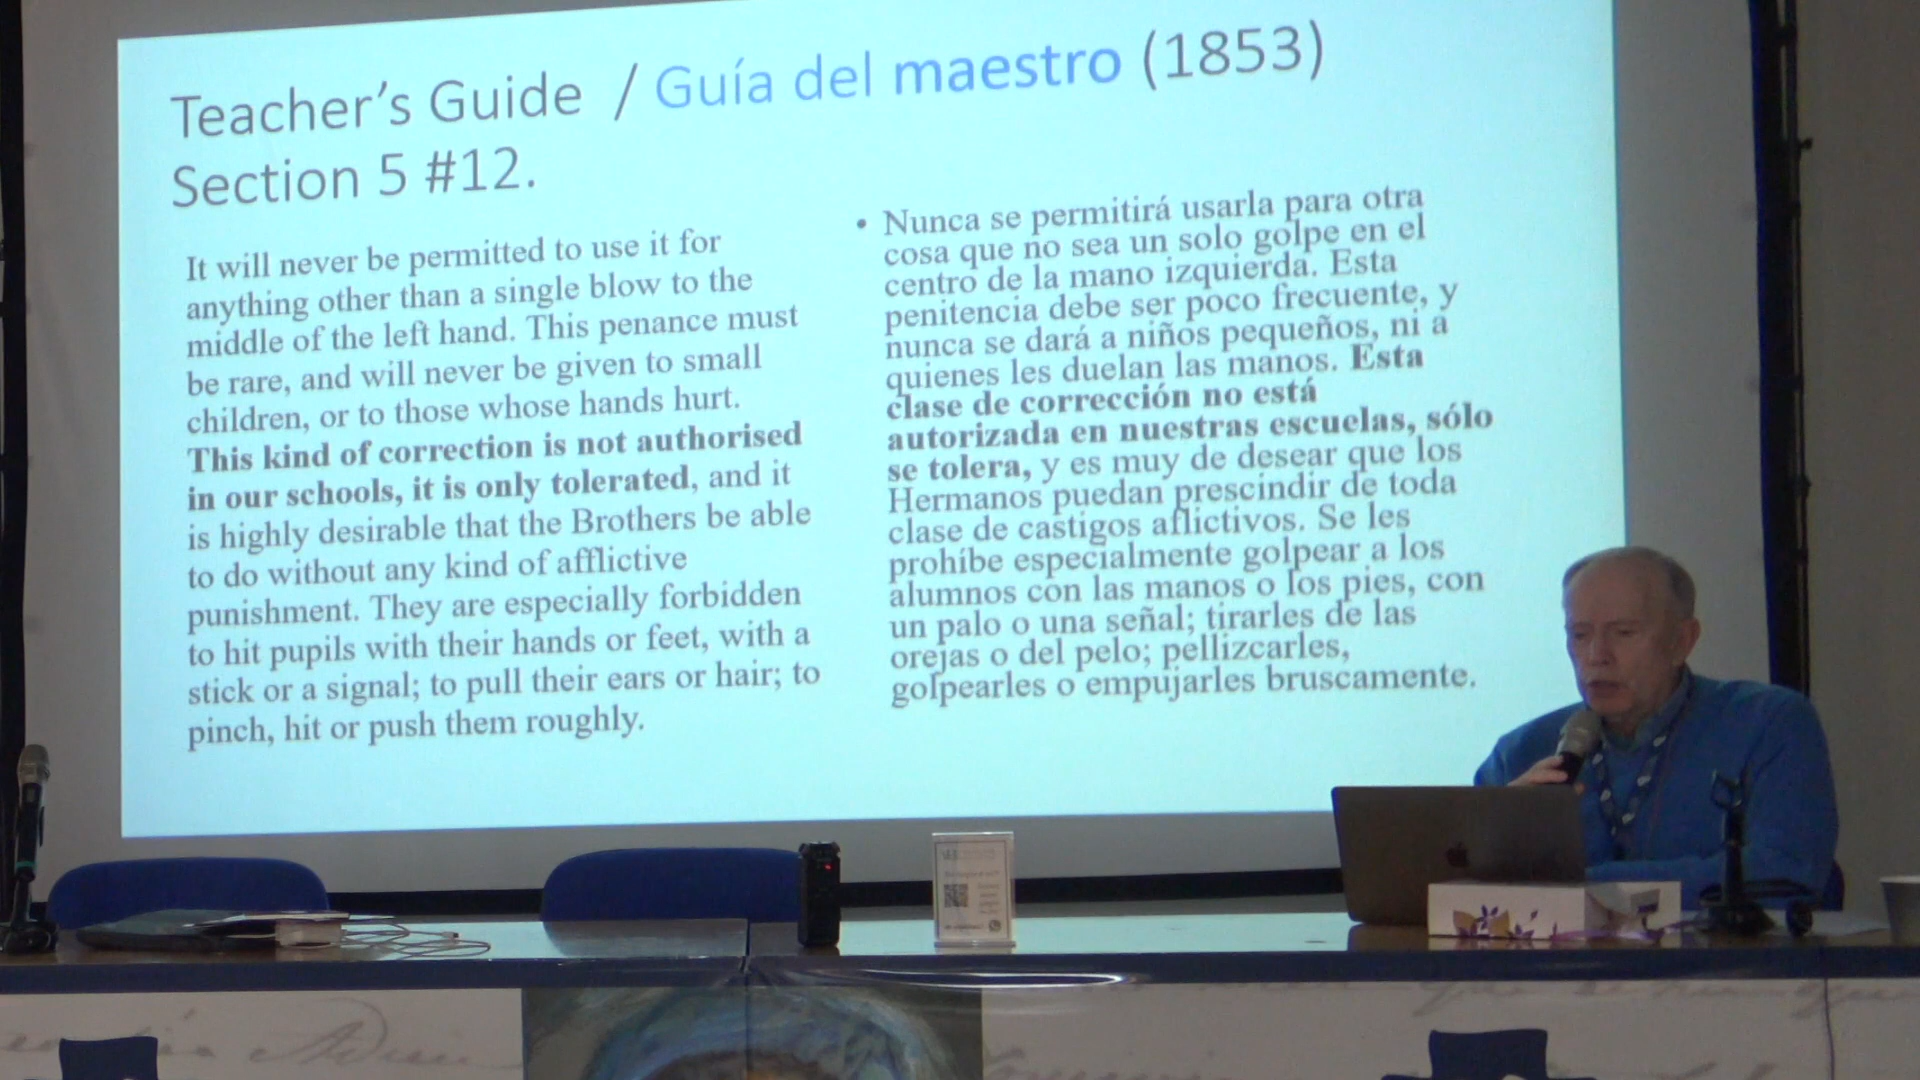 Teacher's Guide / Guía del maestro (1853)
Section 5 #12.
It will never be permitted to use it for
anything other than a single blow to the
middle of the left hand. This penance must
be rare, and will never be given to small
children, or to those whose hands hurt.
This kind of correction is not authorised
in our schools, it is only tolerated, and it
is highly desirable that the Brothers be able
to do without any kind of afflictive
punishment. They are especially forbidden
to hit pupils with their hands or feet, with a
stick or a signal; to pull their ears or hair; to
pinch, hit or push them roughly.
• Nunca se permitirá usarla para otra
cosa que no sea un solo golpe en el
centro de la mano izquierda. Esta
penitencia debe ser poco frecuente, y
nunca se dará a niños pequeños, ni a
quienes les duelan las manos. Esta
clase de corrección no está
autorizada en nuestras escuelas, sólo
se tolera, y es muy de desear que los
Hermanos puedan prescindir de toda
clase de castigos aflictivos. Se les
prohíbe especialmente golpear a los
alumnos con las manos o los pies, con
un palo o una señal; tirarles de las
orejas o del pelo; pellizcarles,
golpearles o empujarles bruscamente.